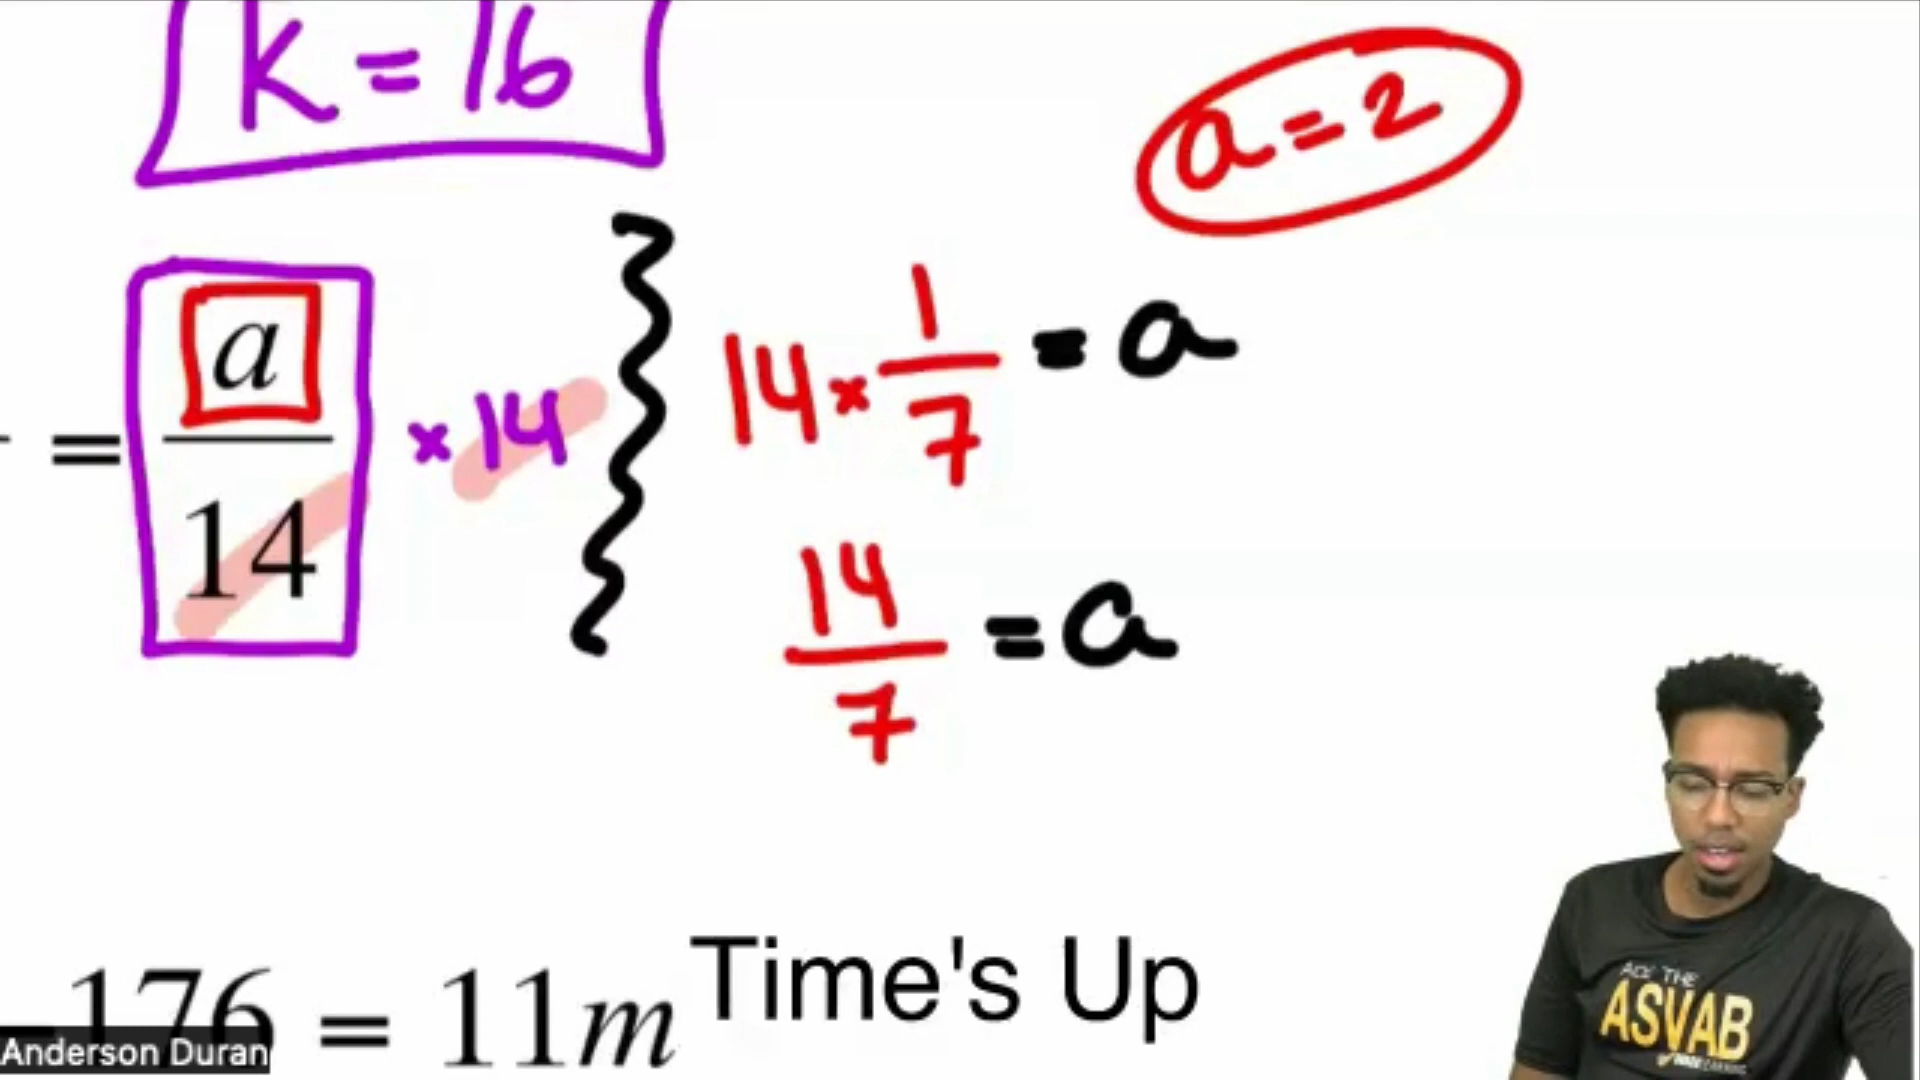 k = 16
a = 2
= a/14 × 14
14 × 1/7 = a
14/7 = a
-176 = 11m
Time's Up
Anderson Duran
ACE THE
ASVAB